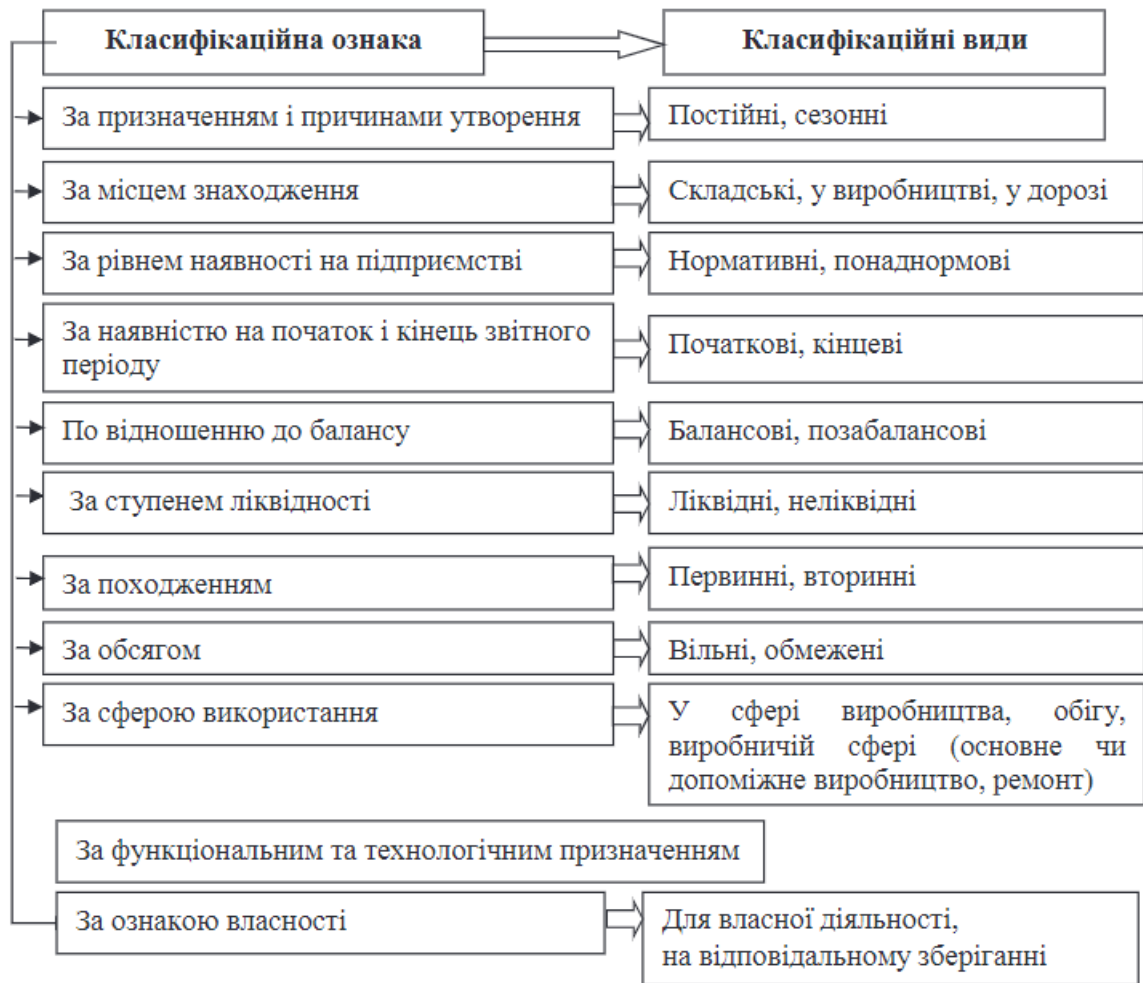 Класифікаційна ознака
Класифікаційні види
За призначенням і причинами утворення
Постійні, сезонні
За місцем знаходження
Складські, у виробництві, у дорозі
За рівнем наявності на підприємстві
Нормативні, понаднормові
За наявністю на початок і кінець звітного
періоду
Початкові, кінцеві
По відношенню до балансу
Балансові, позабалансові
За ступенем ліквідності
Ліквідні, неліквідні
За походженням
Первинні, вторинні
За обсягом
Вільні, обмежені
За сферою використання
У сфері виробництва, обігу,
виробничій сфері (основне чи
допоміжне виробництво, ремонт)
За функціональним та технологічним призначенням
За ознакою власності
Для власної діяльності,
на відповідальному зберіганні